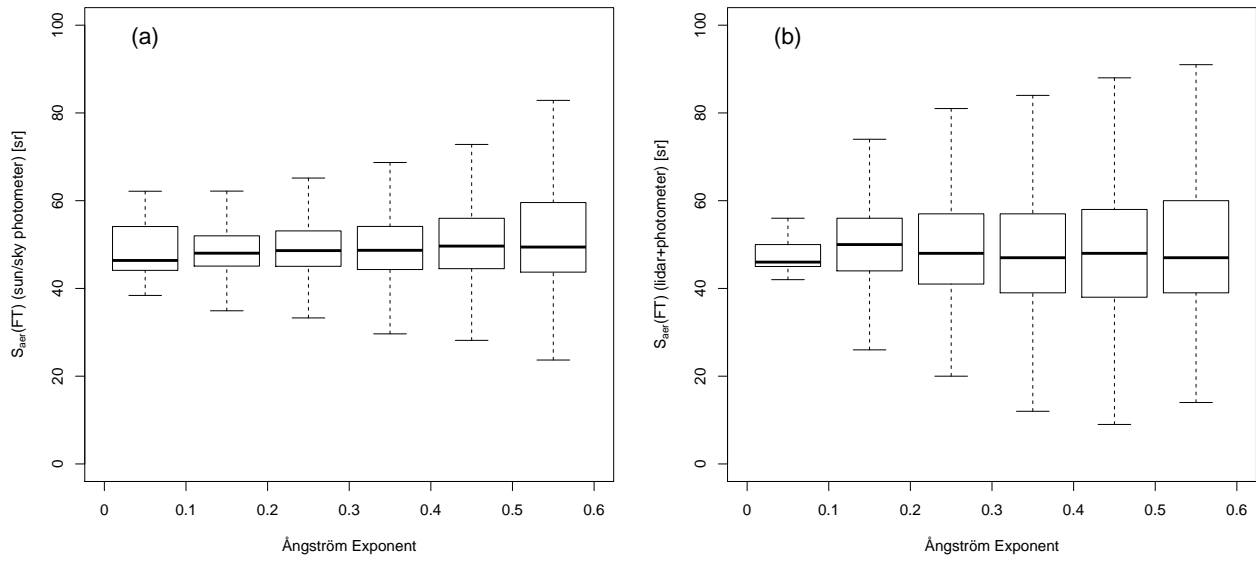 (a)
S_aer(FT) (sun/sky photometer) [sr]
100
80
60
40
20
0
0 0.1 0.2 0.3 0.4 0.5 0.6
Ångström Exponent
(b)
S_aer(FT) (lidar+photometer) [sr]
100
80
60
40
20
0
0 0.1 0.2 0.3 0.4 0.5 0.6
Ångström Exponent